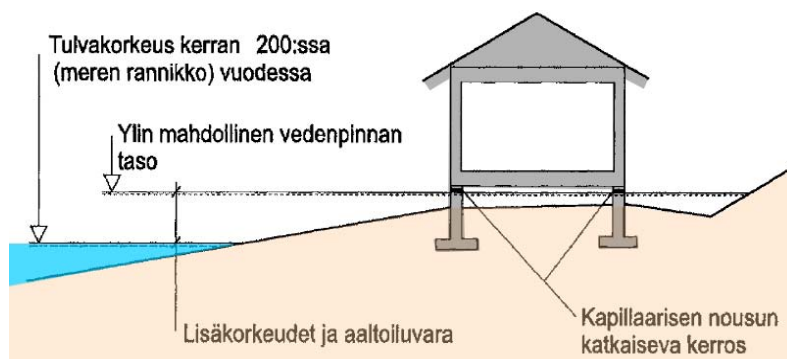 Tulvakorkeus kerran 200:ssa
(meren rannikko) vuodessa
Ylin mahdollinen vedenpinnan
taso
Lisäkorkeudet ja aaltoiluvara
Kapillaarisen nousun
katkaiseva kerros